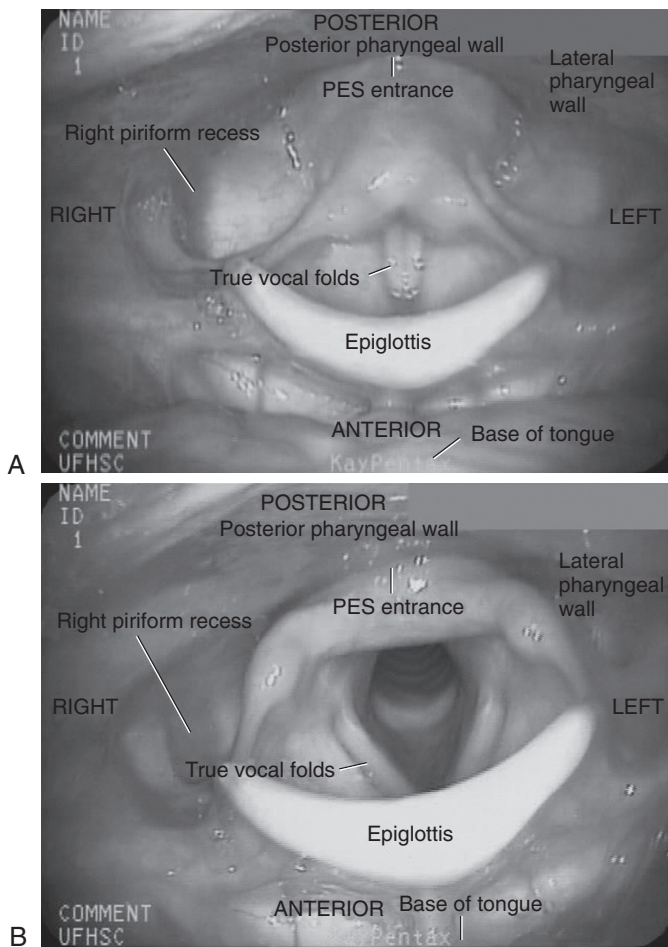 NAME
ID
1
POSTERIOR
Posterior pharyngeal wall
PES entrance
Lateral
pharyngeal
wall
Right piriform recess
RIGHT
LEFT
True vocal folds
Epiglottis
ANTERIOR
Base of tongue
COMMENT
UFHSC
KayPentax
A
NAME
ID
1
POSTERIOR
Posterior pharyngeal wall
PES entrance
Lateral
pharyngeal
wall
Right piriform recess
RIGHT
LEFT
True vocal folds
Epiglottis
ANTERIOR
Base of tongue
COMMENT
UFHSC
KayPentax
B